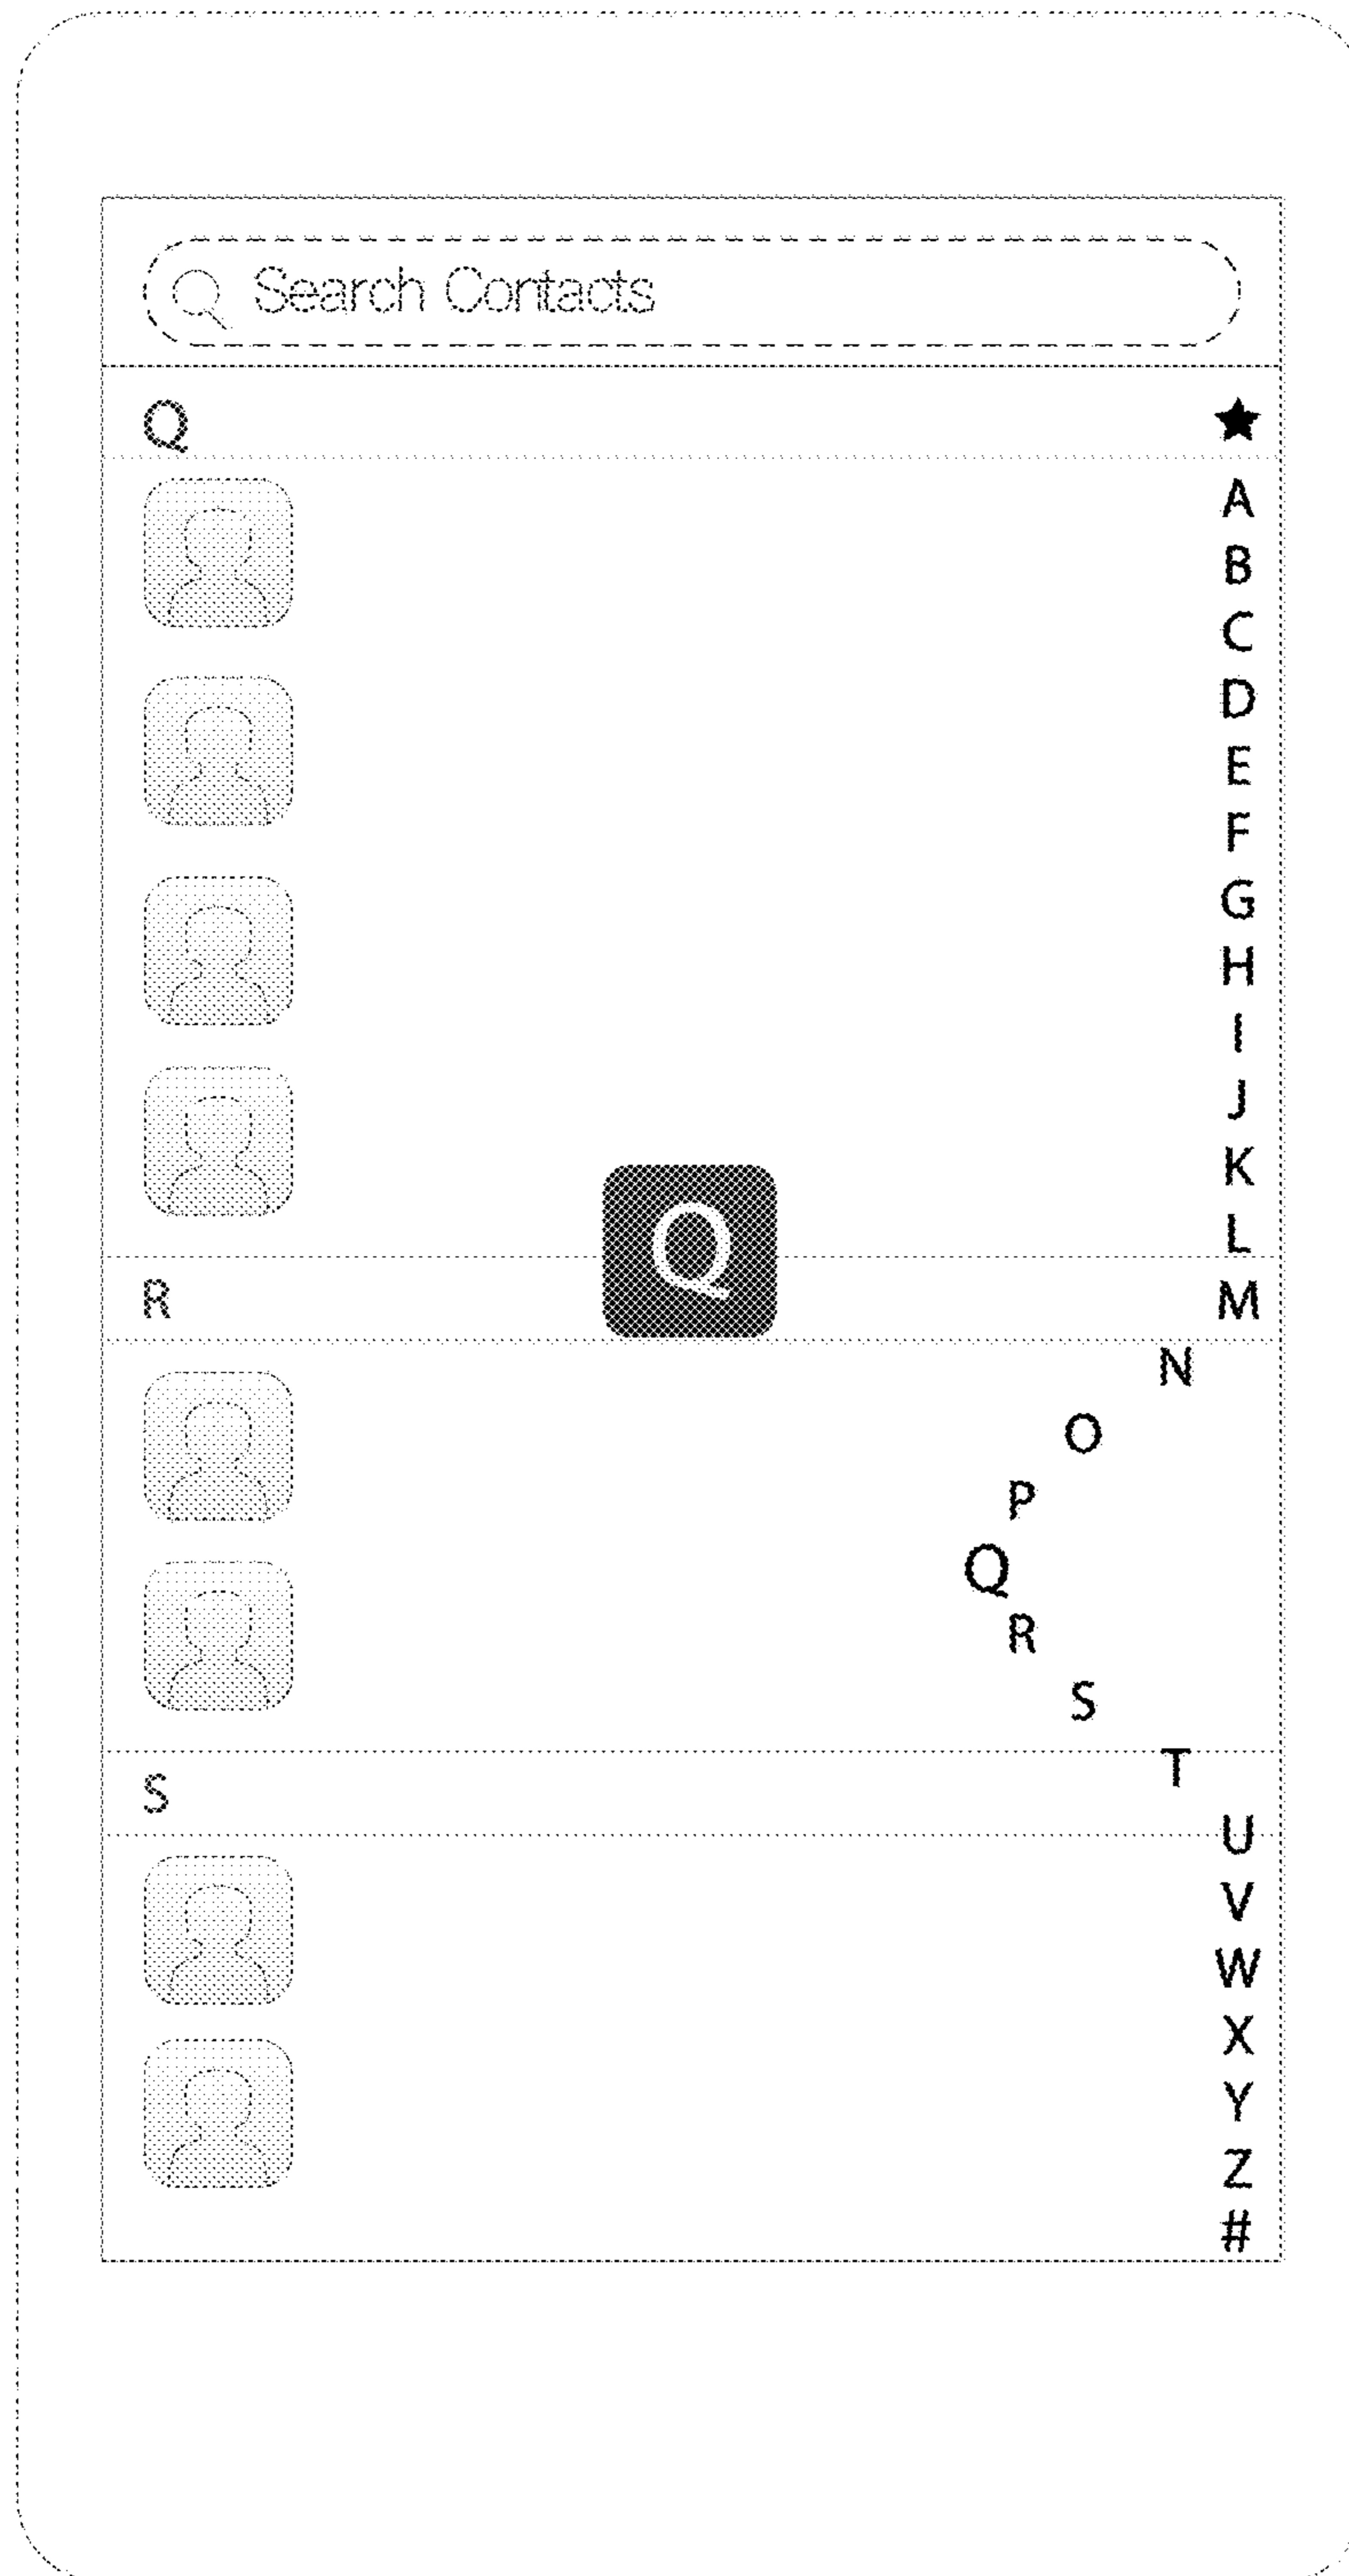 Search Contacts
Q
★
A
B
C
D
E
F
G
H
I
J
K
L
Q
R
M
N
O
P
Q
R
S
T
S
U
V
W
X
Y
Z
#